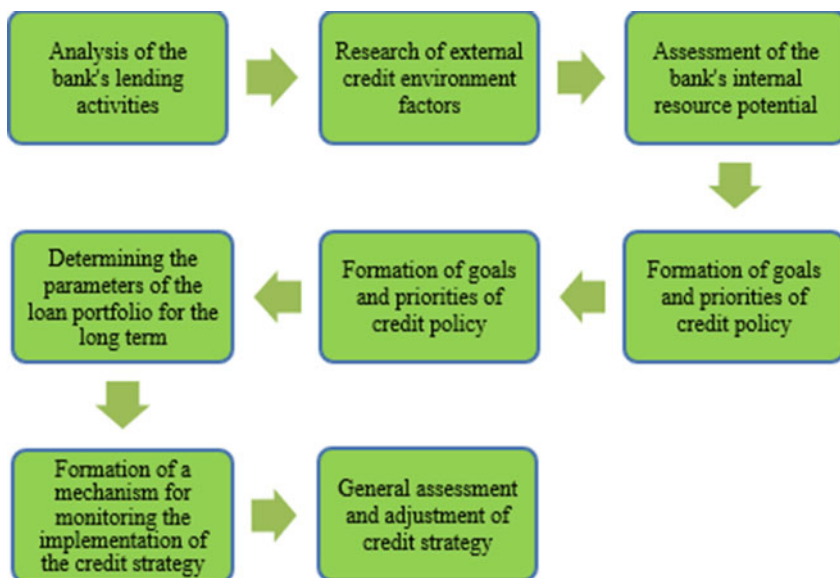 Analysis of the
bank's lending
activities
Research of external
credit environment
factors
Assessment of the
bank's internal
resource potential
Formation of goals
and priorities of
credit policy
Formation of goals
and priorities of
credit policy
Determining the
parameters of the
loan portfolio for the
long term
Formation of a
mechanism for
monitoring the
implementation of
the credit strategy
General assessment
and adjustment of
credit strategy